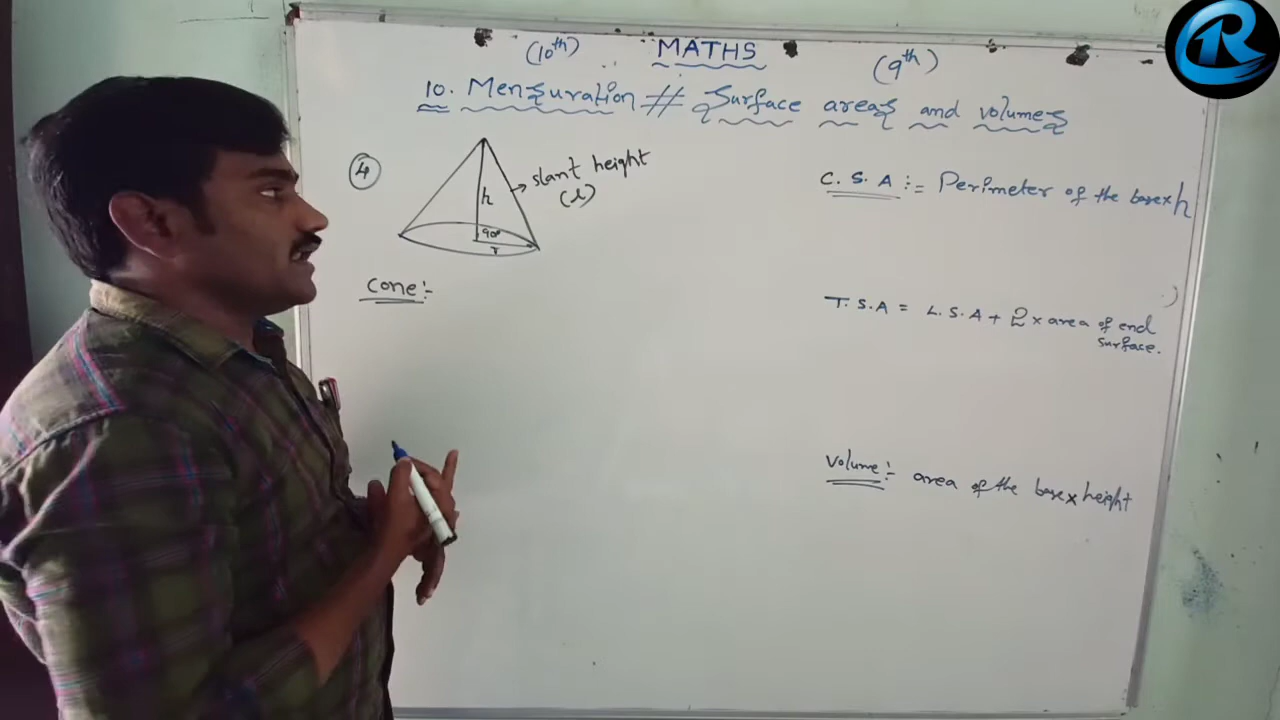 (10th) MATHS (9th)
10. Mensuration // Surface areas and volumes
4
slant height
(l)
h
90°
r
Cone:-
C.S.A := Perimeter of the base x h
T.S.A = L.S.A + 2 x area of end
surface.
Volume:- area of the base x height
R